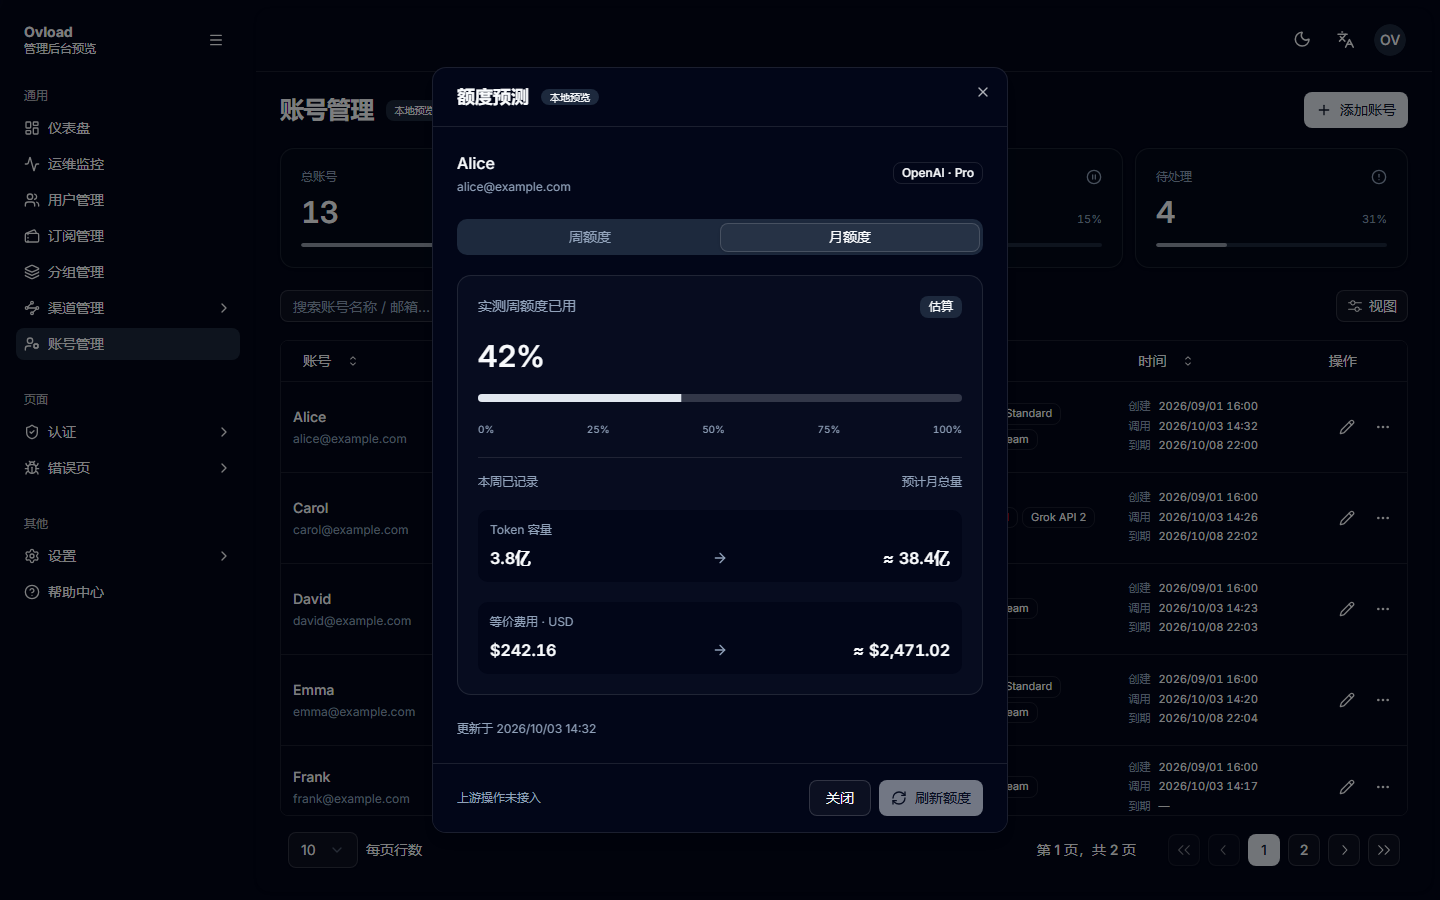 Ovload
管理后台预览
OV
通用
仪表盘
运维监控
用户管理
订阅管理
分组管理
渠道管理
账号管理
页面
认证
错误页
其他
设置
帮助中心
账号管理
本地预览
添加账号
总账号
13
15%
待处理
4
31%
搜索账号名称 / 邮箱...
视图
账号
时间
操作
Alice
alice@example.com
Standard
eam
创建 2026/09/01 16:00
调用 2026/10/03 14:32
到期 2026/10/08 22:00
Carol
carol@example.com
Grok API 2
创建 2026/09/01 16:00
调用 2026/10/03 14:26
到期 2026/10/08 22:02
David
david@example.com
eam
创建 2026/09/01 16:00
调用 2026/10/03 14:23
到期 2026/10/08 22:03
Emma
emma@example.com
Standard
eam
创建 2026/09/01 16:00
调用 2026/10/03 14:20
到期 2026/10/08 22:04
Frank
frank@example.com
eam
创建 2026/09/01 16:00
调用 2026/10/03 14:17
到期 —
10
每页行数
第 1 页，共 2 页
1
2
额度预测
本地预览
Alice
alice@example.com
OpenAI · Pro
周额度
月额度
实测周额度已用
估算
42%
0% 25% 50% 75% 100%
本周已记录
预计月总量
Token 容量
3.8亿
≈ 38.4亿
等价费用 · USD
$242.16
≈ $2,471.02
更新于 2026/10/03 14:32
上游操作未接入
关闭
刷新额度